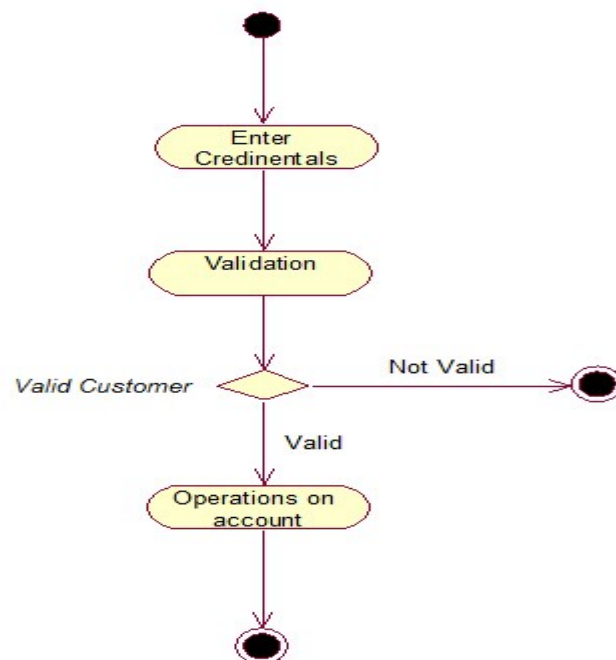 Enter
Credinentals
Validation
Valid Customer
Not Valid
Valid
Operations on
account